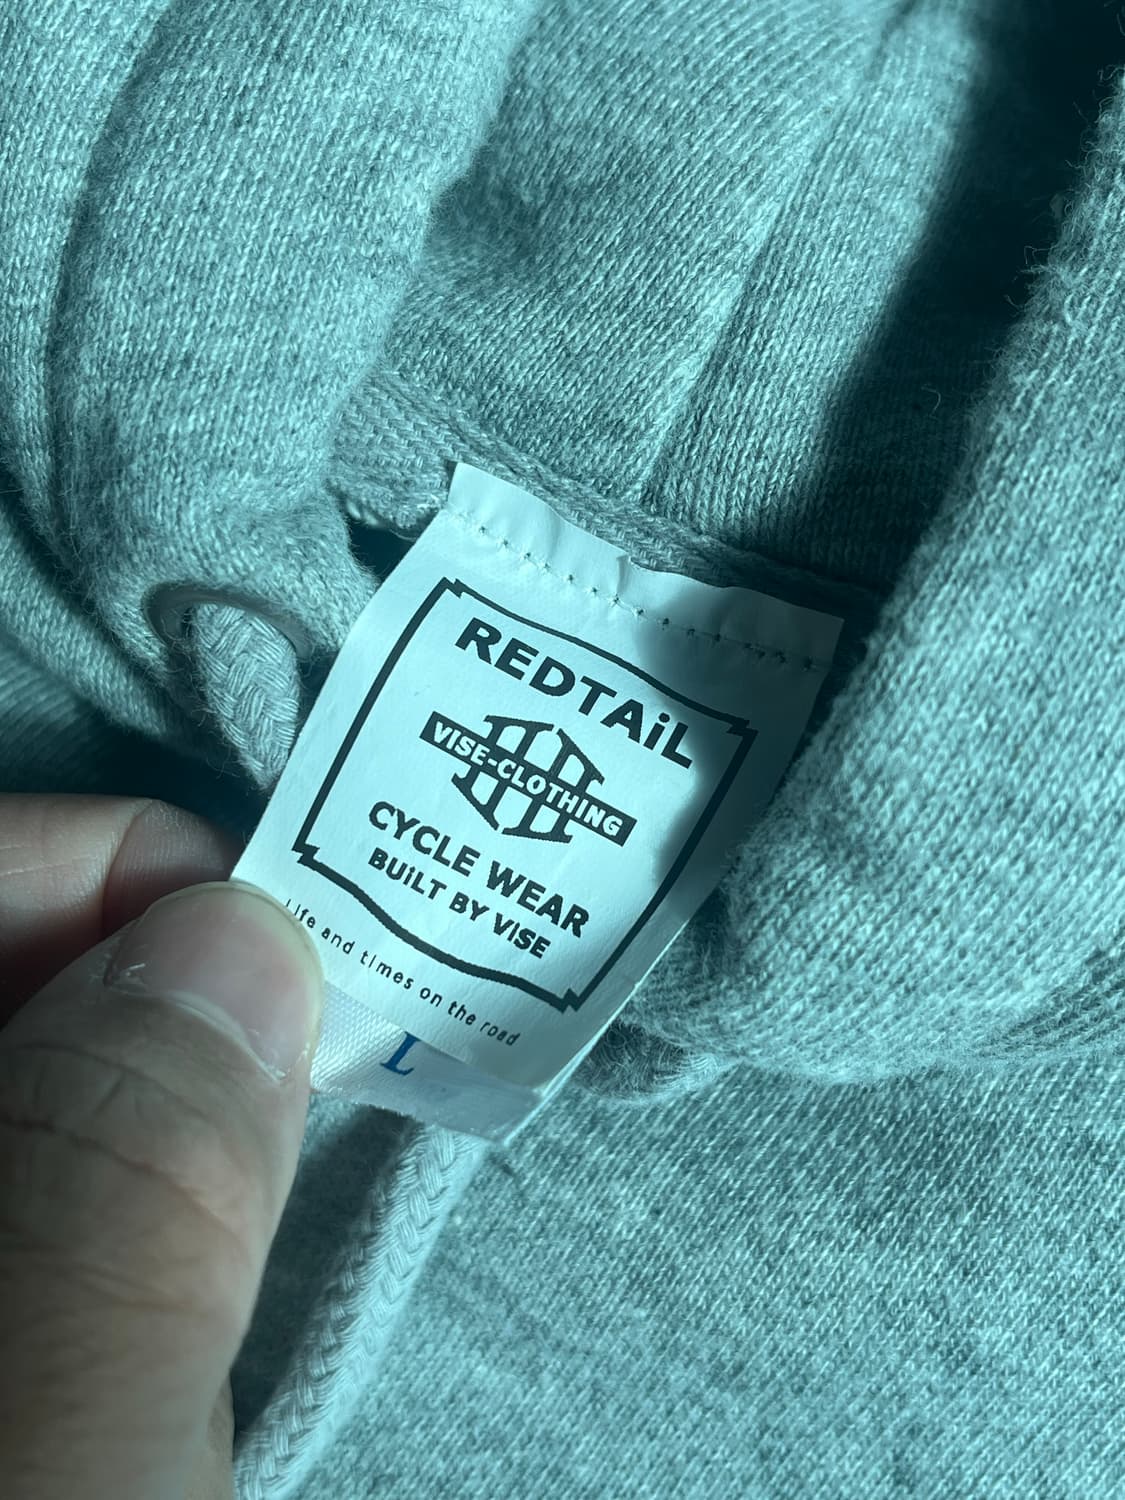 REDTAiL
VISE-CLOTHING
CYCLE WEAR
BUiLT BY ViSE
Life and times on the road
L